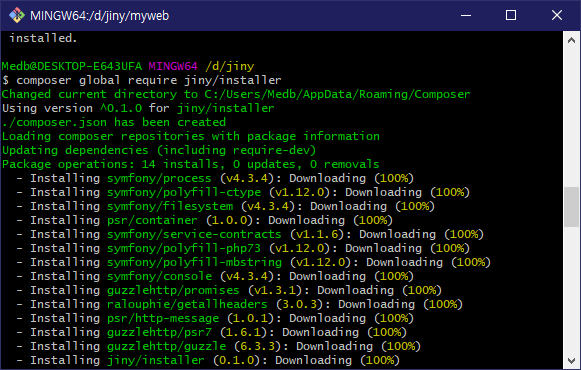 MINGW64:/d/jiny/myweb
installed.
Medb@DESKTOP-E643UFA MINGW64 /d/jiny
$ composer global require jiny/installer
Changed current directory to C:/Users/Medb/AppData/Roaming/Composer
Using version ^0.1.0 for jiny/installer
./composer.json has been created
Loading composer repositories with package information
Updating dependencies (including require-dev)
Package operations: 14 installs, 0 updates, 0 removals
- Installing symfony/process (v4.3.4): Downloading (100%)
- Installing symfony/polyfill-ctype (v1.12.0): Downloading (100%)
- Installing symfony/filesystem (v4.3.4): Downloading (100%)
- Installing psr/container (1.0.0): Downloading (100%)
- Installing symfony/service-contracts (v1.1.6): Downloading (100%)
- Installing symfony/polyfill-php73 (v1.12.0): Downloading (100%)
- Installing symfony/polyfill-mbstring (v1.12.0): Downloading (100%)
- Installing symfony/console (v4.3.4): Downloading (100%)
- Installing guzzlehttp/promises (v1.3.1): Downloading (100%)
- Installing ralouphie/getallheaders (3.0.3): Downloading (100%)
- Installing psr/http-message (1.0.1): Downloading (100%)
- Installing guzzlehttp/psr7 (1.6.1): Downloading (100%)
- Installing guzzlehttp/guzzle (6.3.3): Downloading (100%)
- Installing jiny/installer (0.1.0): Downloading (100%)